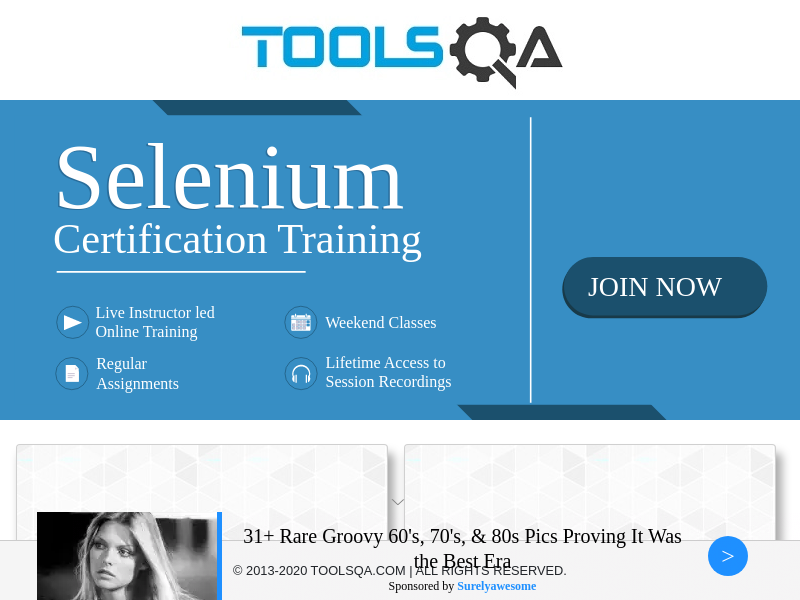 TOOLSQA
Selenium
Certification Training
Live Instructor led
Online Training
Weekend Classes
Regular
Assignments
Lifetime Access to
Session Recordings
JOIN NOW
31+ Rare Groovy 60's, 70's, & 80s Pics Proving It Was
the Best Era
© 2013-2020 TOOLSQA.COM | ALL RIGHTS RESERVED.
Sponsored by Surelyawesome
>